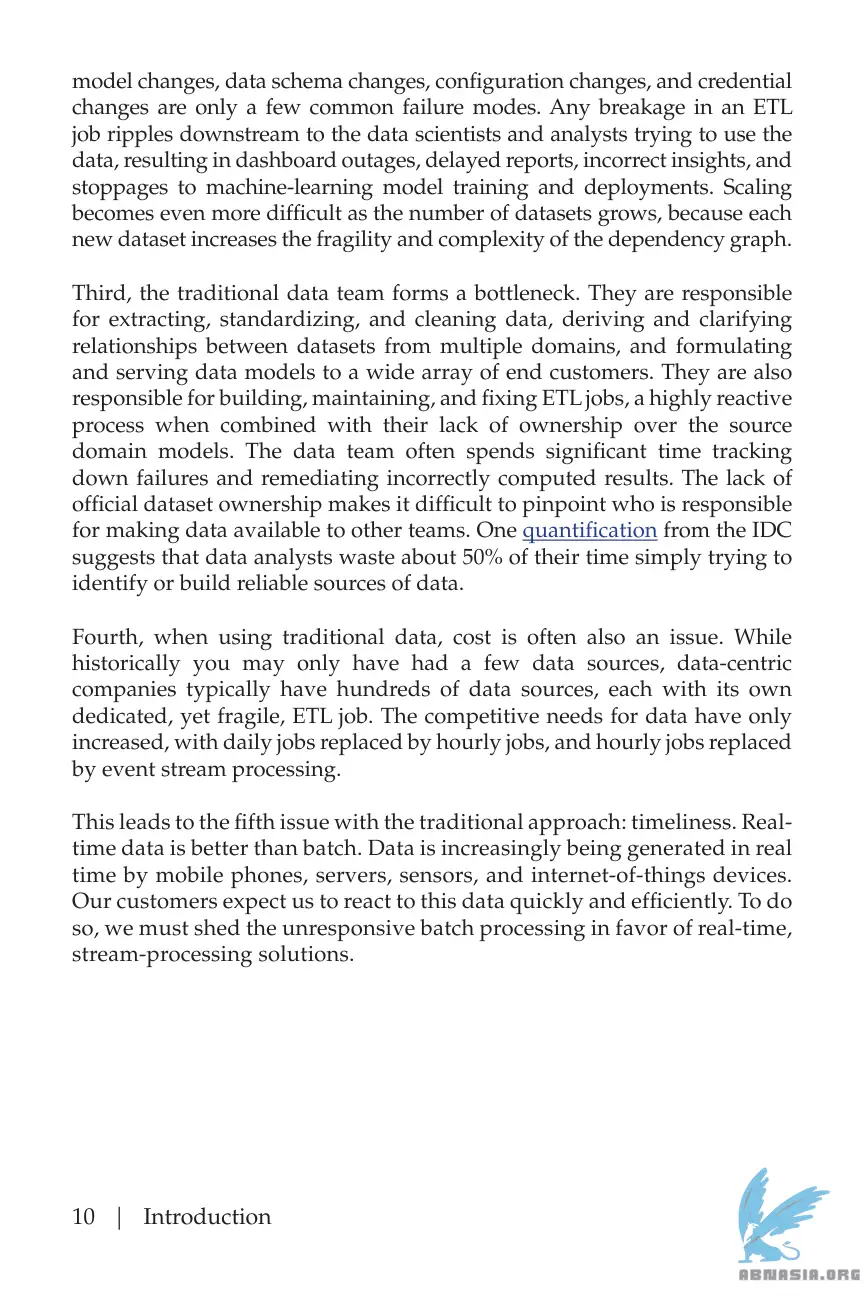 model changes, data schema changes, configuration changes, and credential
changes are only a few common failure modes. Any breakage in an ETL
job ripples downstream to the data scientists and analysts trying to use the
data, resulting in dashboard outages, delayed reports, incorrect insights, and
stoppages to machine-learning model training and deployments. Scaling
becomes even more difficult as the number of datasets grows, because each
new dataset increases the fragility and complexity of the dependency graph.
Third, the traditional data team forms a bottleneck. They are responsible
for extracting, standardizing, and cleaning data, deriving and clarifying
relationships between datasets from multiple domains, and formulating
and serving data models to a wide array of end customers. They are also
responsible for building, maintaining, and fixing ETL jobs, a highly reactive
process when combined with their lack of ownership over the source
domain models. The data team often spends significant time tracking
down failures and remediating incorrectly computed results. The lack of
official dataset ownership makes it difficult to pinpoint who is responsible
for making data available to other teams. One quantification from the IDC
suggests that data analysts waste about 50% of their time simply trying to
identify or build reliable sources of data.
Fourth, when using traditional data, cost is often also an issue. While
historically you may only have had a few data sources, data-centric
companies typically have hundreds of data sources, each with its own
dedicated, yet fragile, ETL job. The competitive needs for data have only
increased, with daily jobs replaced by hourly jobs, and hourly jobs replaced
by event stream processing.
This leads to the fifth issue with the traditional approach: timeliness. Real-
time data is better than batch. Data is increasingly being generated in real
time by mobile phones, servers, sensors, and internet-of-things devices.
Our customers expect us to react to this data quickly and efficiently. To do
so, we must shed the unresponsive batch processing in favor of real-time,
stream-processing solutions.
10 | Introduction
ABNASIA.ORG